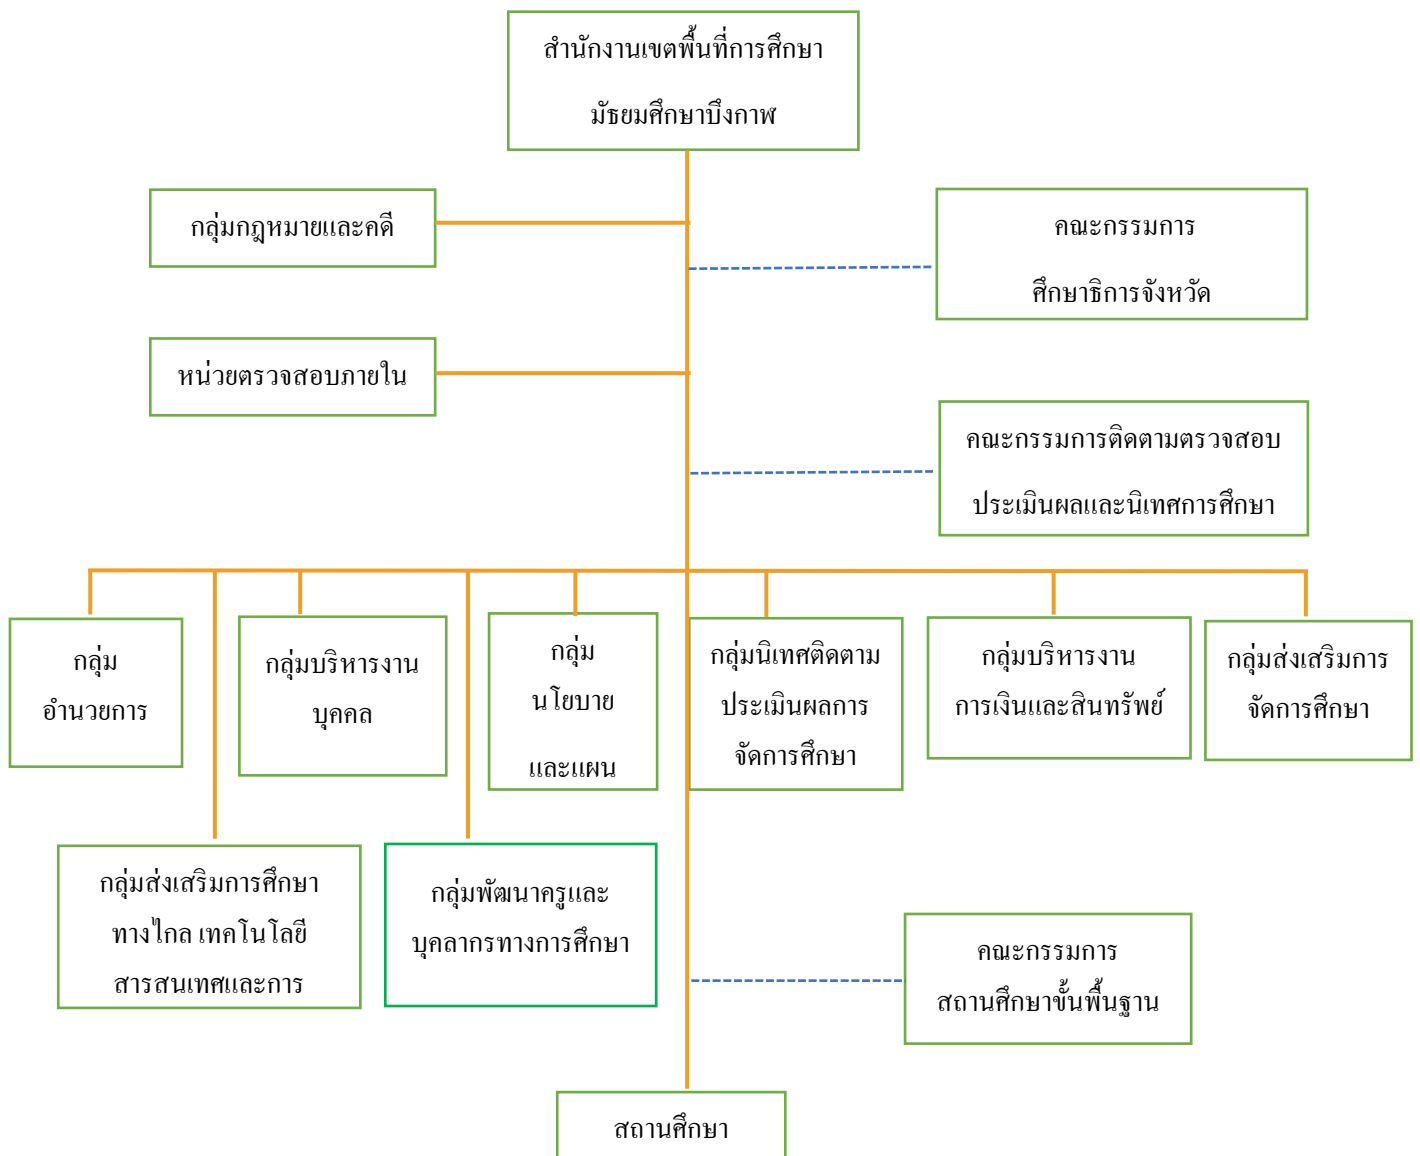 สำนักงานเขตพื้นที่การศึกษา
มัธยมศึกษาบึงกาฬ
กลุ่มกฎหมายและคดี
คณะกรรมการ
ศึกษาธิการจังหวัด
หน่วยตรวจสอบภายใน
คณะกรรมการติดตามตรวจสอบ
ประเมินผลและนิเทศการศึกษา
กลุ่ม
อำนวยการ
กลุ่มบริหารงาน
บุคคล
กลุ่ม
นโยบาย
และแผน
กลุ่มนิเทศติดตาม
ประเมินผลการ
จัดการศึกษา
กลุ่มบริหารงาน
การเงินและสินทรัพย์
กลุ่มส่งเสริมการ
จัดการศึกษา
กลุ่มส่งเสริมการศึกษา
ทางไกล เทคโนโลยี
สารสนเทศและการ
กลุ่มพัฒนาครูและ
บุคลากรทางการศึกษา
คณะกรรมการ
สถานศึกษาขั้นพื้นฐาน
สถานศึกษา